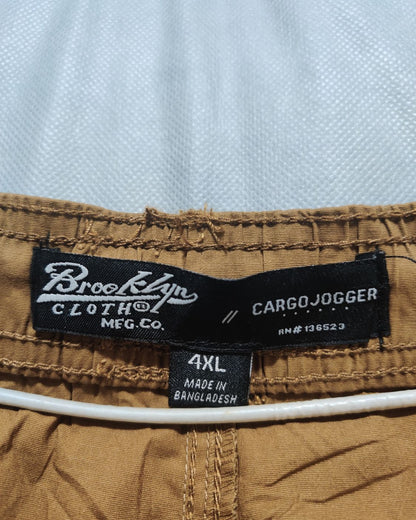 Brooklyn
CLOTH®
MFG.CO.
// CARGOJOGGER
RN# 136523
4XL
MADE IN
BANGLADESH